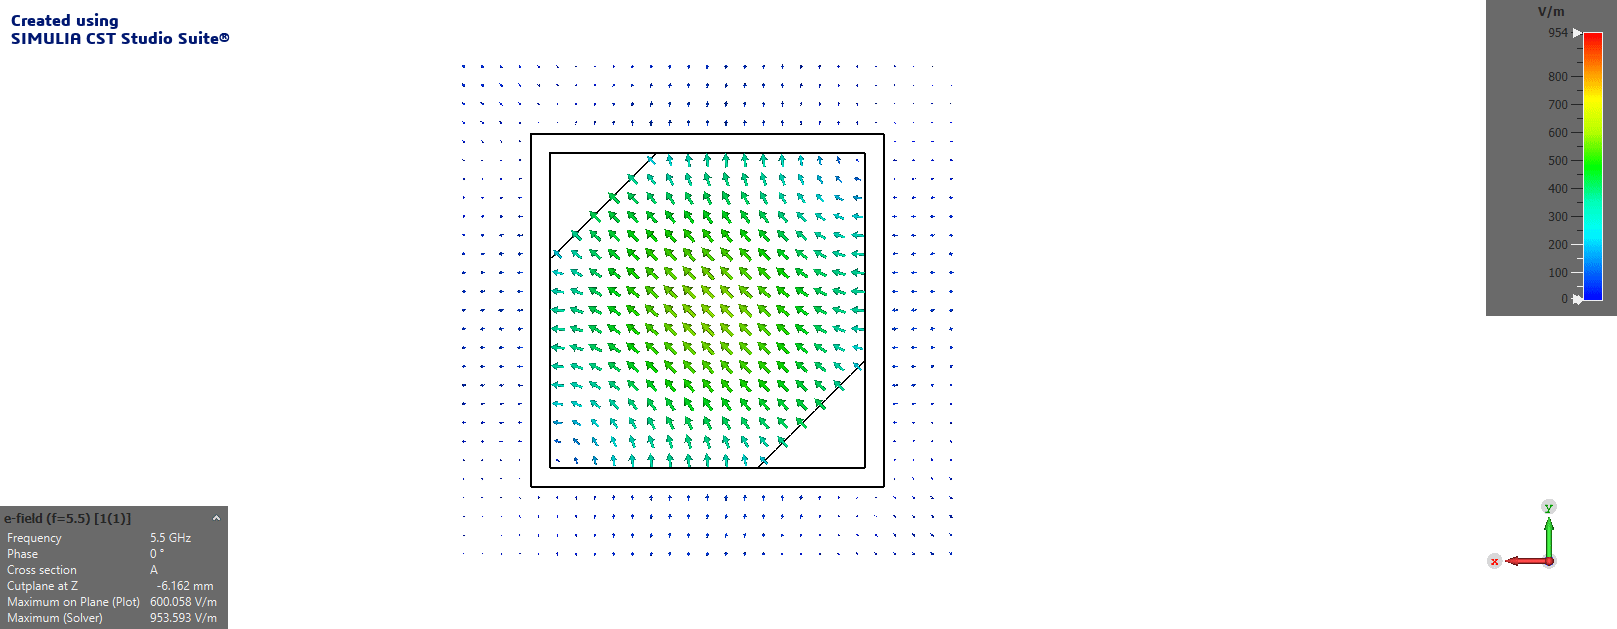 Created using
SIMULIA CST Studio Suite®
V/m
954
800
700
600
500
400
300
200
100
0
e-field (f=5.5) [1(1)]
Frequency 5.5 GHz
Phase 0 °
Cross section A
Cutplane at Z -6.162 mm
Maximum on Plane (Plot) 600.058 V/m
Maximum (Solver) 953.593 V/m
y
x